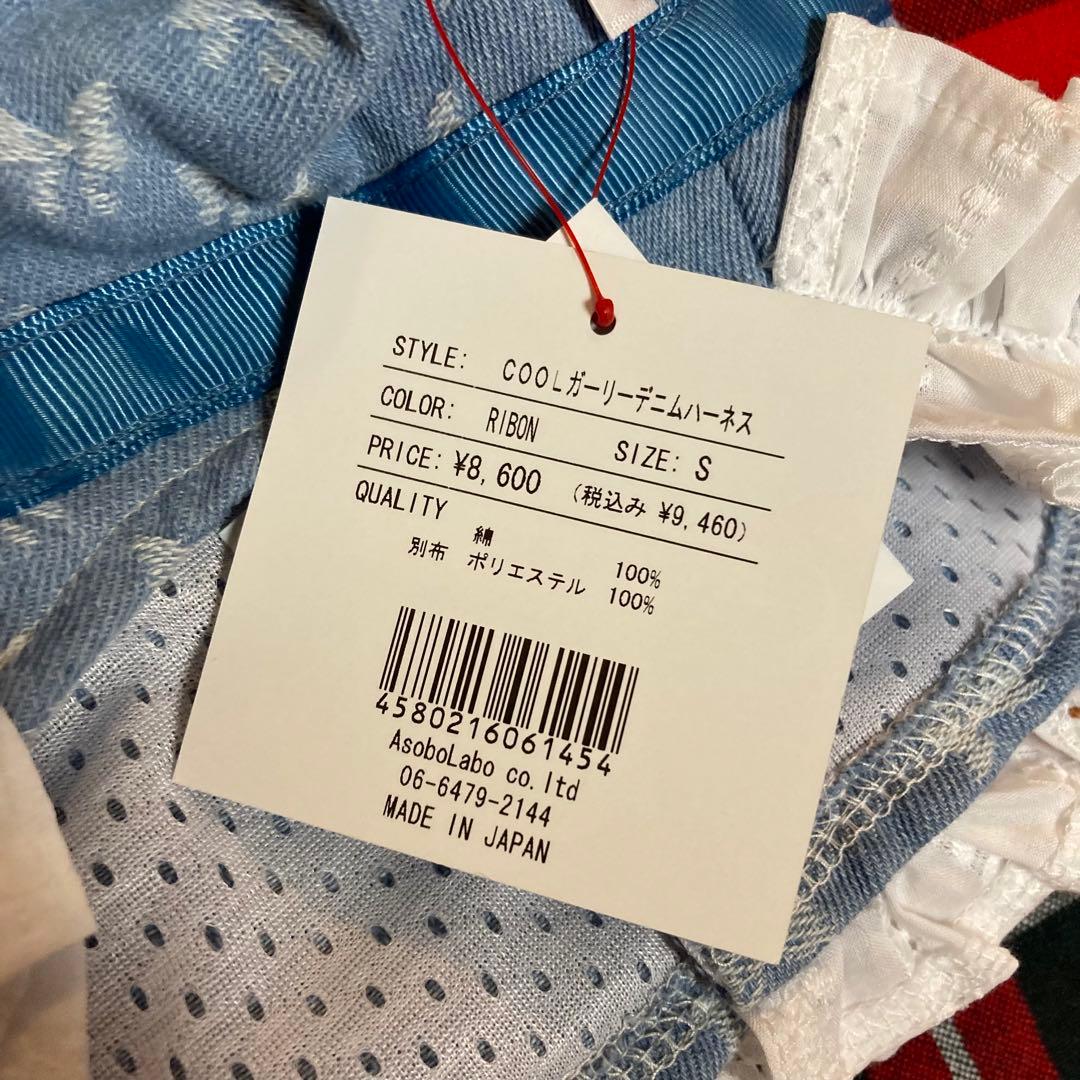 STYLE: COOLガーリーデニムハーネス
COLOR: RIBON SIZE: S
PRICE: ¥8,600 (税込み ¥9,460)
QUALITY
綿 100%
別布 ポリエステル 100%
4580216061454
AsoboLabo co.ltd
06-6479-2144
MADE IN JAPAN